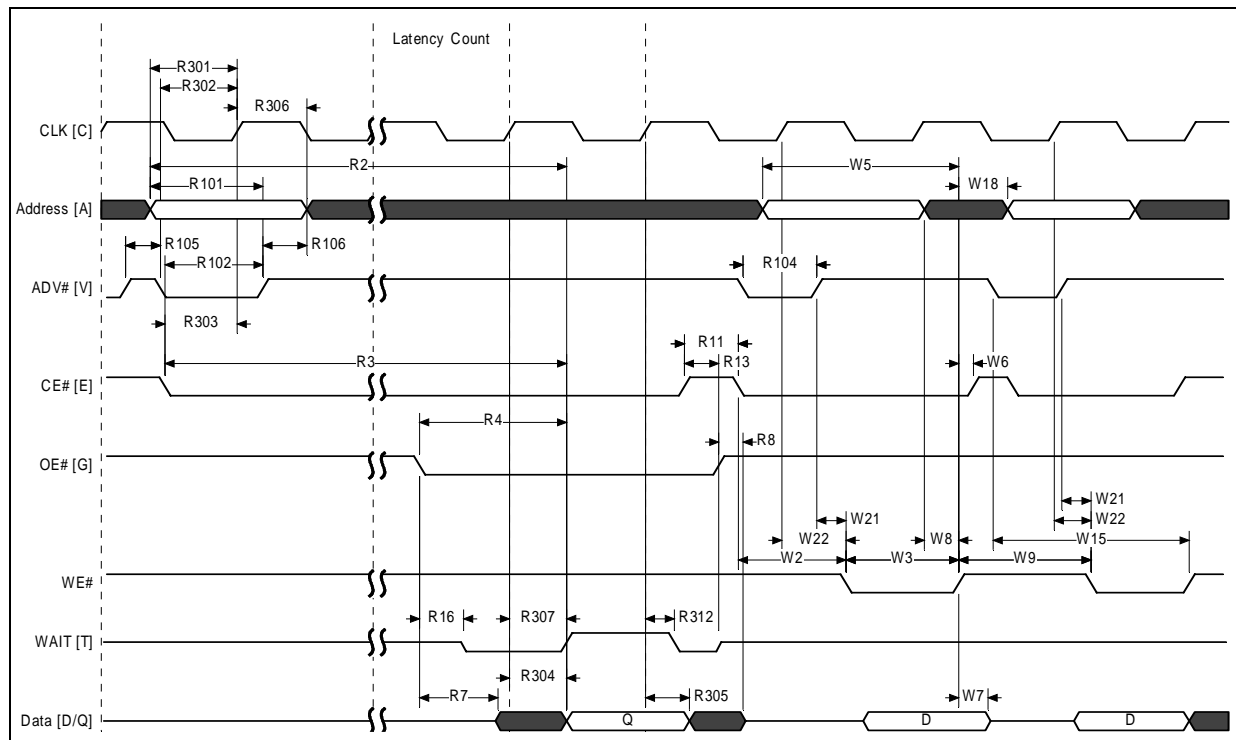 Latency Count
R301
R302
R306
CLK [C]
R2
W5
R101
W18
Address [A]
R105
R106
R102
R104
ADV# [V]
R303
R11
R3
R13
W6
CE# [E]
R4
R8
OE# [G]
W21
W21
W22
W8
W22
W15
W2
W3
W9
WE#
R16
R307
R312
WAIT [T]
R304
R7
R305
W7
Data [D/Q]
Q
D
D